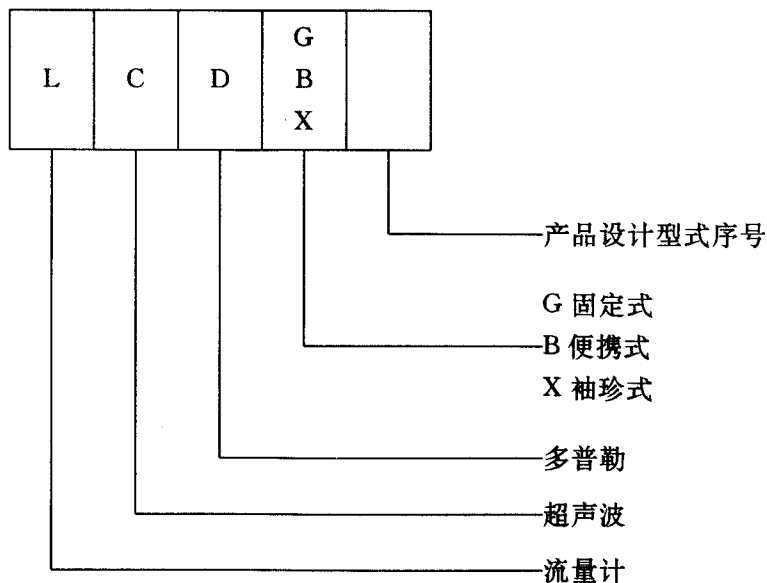 L C D G
B
X
产品设计型式序号
G 固定式
B 便携式
X 袖珍式
多普勒
超声波
流量计